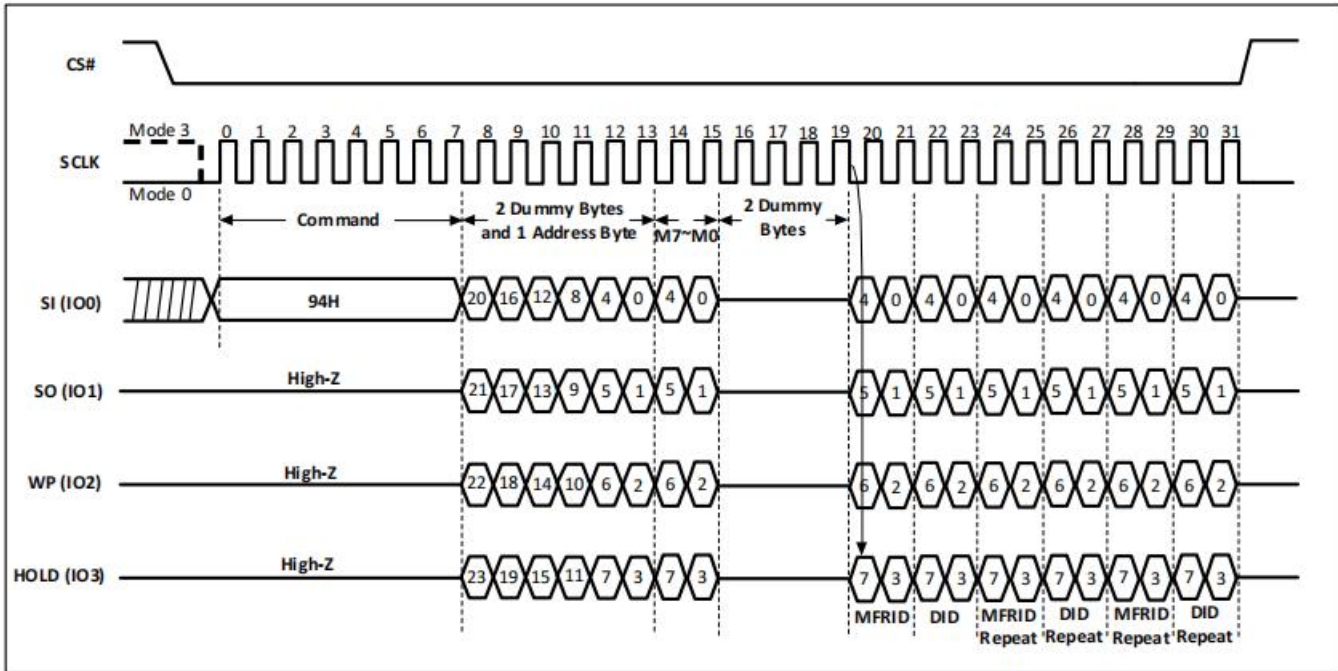 CS#
Mode 3
0 1 2 3 4 5 6 7 8 9 10 11 12 13 14 15 16 17 18 19 20 21 22 23 24 25 26 27 28 29 30 31
SCLK
Mode 0
Command
2 Dummy Bytes
and 1 Address Byte
M7~M0
2 Dummy
Bytes
SI (IO0)
94H
20 16 12 8 4 0 4 0 4 0 4 0 4 0 4 0 4 0 4 0
SO (IO1)
High-Z
21 17 13 9 5 1 5 1 5 1 5 1 5 1 5 1 5 1 5 1
WP (IO2)
High-Z
22 18 14 10 6 2 6 2 6 2 6 2 6 2 6 2 6 2 6 2
HOLD (IO3)
High-Z
23 19 15 11 7 3 7 3 7 3 7 3 7 3 7 3 7 3 7 3
MFRID
DID
MFRID
Repeat
DID
Repeat
MFRID
Repeat
DID
Repeat